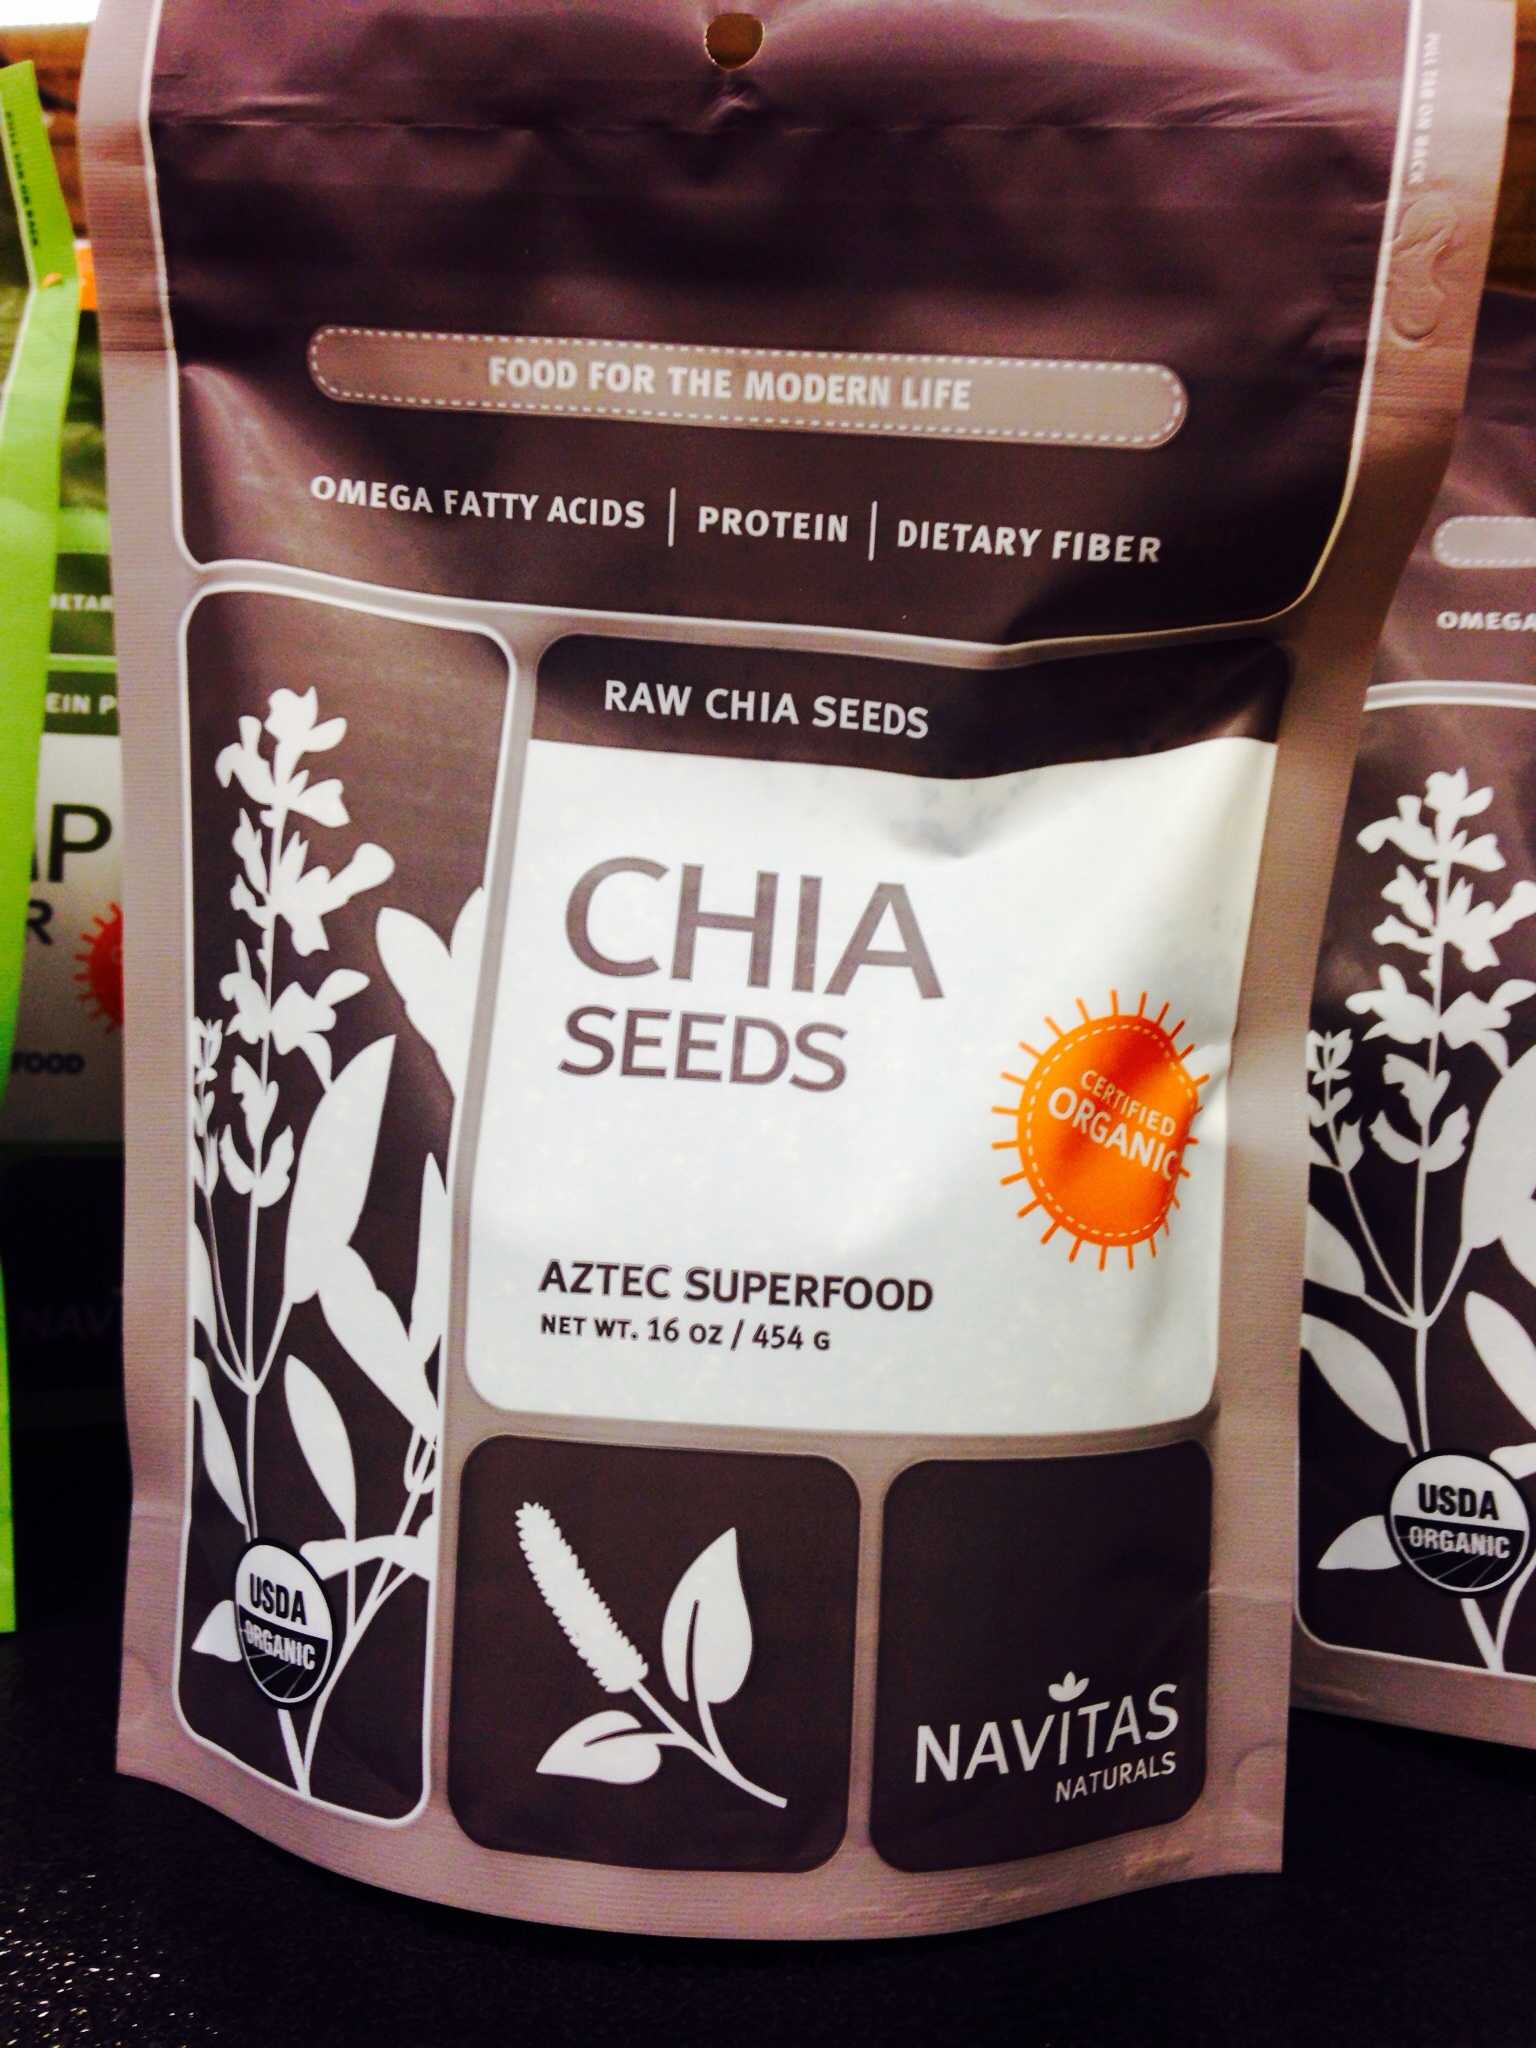 FOOD FOR THE MODERN LIFE
OMEGA FATTY ACIDS | PROTEIN | DIETARY FIBER
RAW CHIA SEEDS
CHIA
SEEDS
CERTIFIED
ORGANIC
AZTEC SUPERFOOD
NET WT. 16 OZ / 454 G
USDA
ORGANIC
NAVITAS
NATURALS
OMEGA
USDA
ORGANIC
FOOD